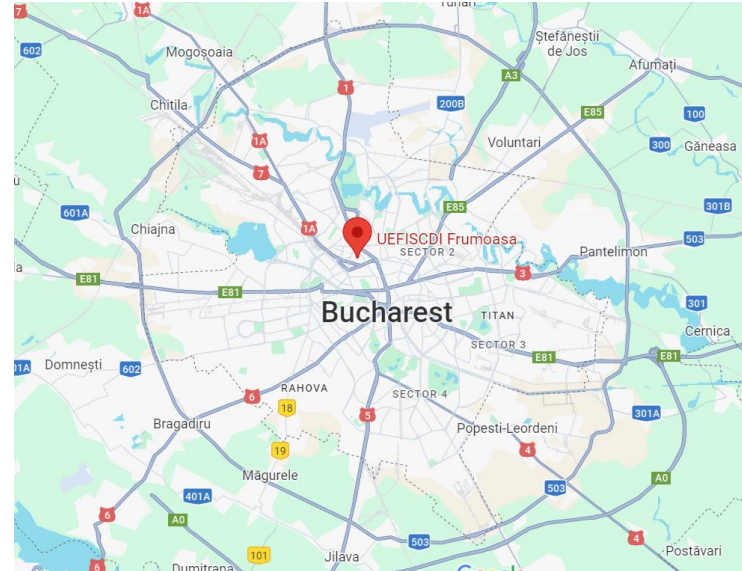 7
1A
602
Ștefăneștii
de Jos
Mogoșoaia
A3
Afumați
1
200B
Chitila
E85
100
1A
Voluntari
300
Găneasa
7
E85
301B
601A
1A
Chiajna
UEFISCDI Frumoasa
503
SECTOR 2
Pantelimon
3
E81
E81
301
Bucharest
TITAN
Cernica
SECTOR 3
E81
E81
Domnești
602
RAHOVA
6
SECTOR 4
18
5
301A
Bragadiru
Popesti-Leordeni
4
19
Măgurele
A0
503
401A
6
A0
4
503
Postăvari
101
Jilava
6